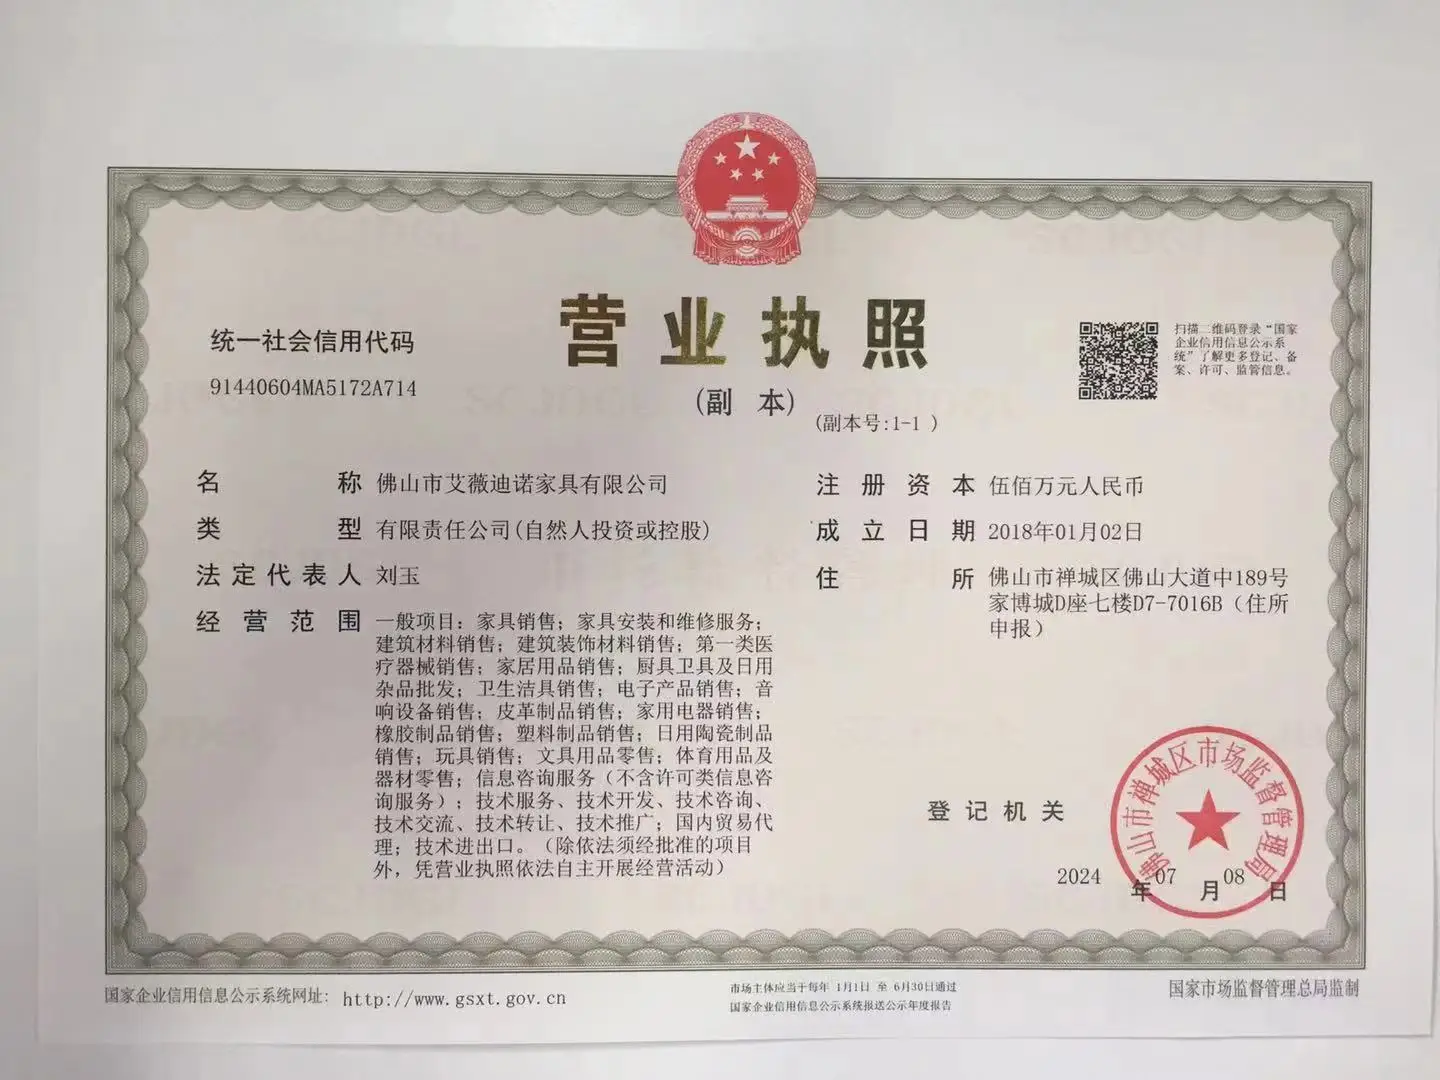 营业执照
(副 本)
(副本号:1-1 )
统一社会信用代码
91440604MA5172A714
扫描二维码登录“国家
企业信用信息公示系
统”了解更多登记、备
案、许可、监管信息。
名 称 佛山市艾薇迪诺家具有限公司
类 型 有限责任公司(自然人投资或控股)
法定代表人 刘玉
经营范围 一般项目：家具销售；家具安装和维修服务；
建筑材料销售；建筑装饰材料销售；第一类医
疗器械销售；家居用品销售；厨具卫具及日用
杂品批发；卫生洁具销售；电子产品销售；音
响设备销售；皮革制品销售；家用电器销售；
橡胶制品销售；塑料制品销售；日用陶瓷制品
销售；玩具销售；文具用品零售；体育用品及
器材零售；信息咨询服务（不含许可类信息咨
询服务）；技术服务、技术开发、技术咨询、
技术交流、技术转让、技术推广；国内贸易代
理；技术进出口。（除依法须经批准的项目
外，凭营业执照依法自主开展经营活动）
注册资本 伍佰万元人民币
成立日期 2018年01月02日
住 所 佛山市禅城区佛山大道中189号
家博城D座七楼D7-7016B（住所
申报）
登记机关
佛山市禅城区市场监督管理局
2024 年 07 月 08 日
国家企业信用信息公示系统网址：http://www.gsxt.gov.cn
市场主体应当于每年 1月1日 至 6月30日通过
国家企业信用信息公示系统报送公示年度报告
国家市场监督管理总局监制